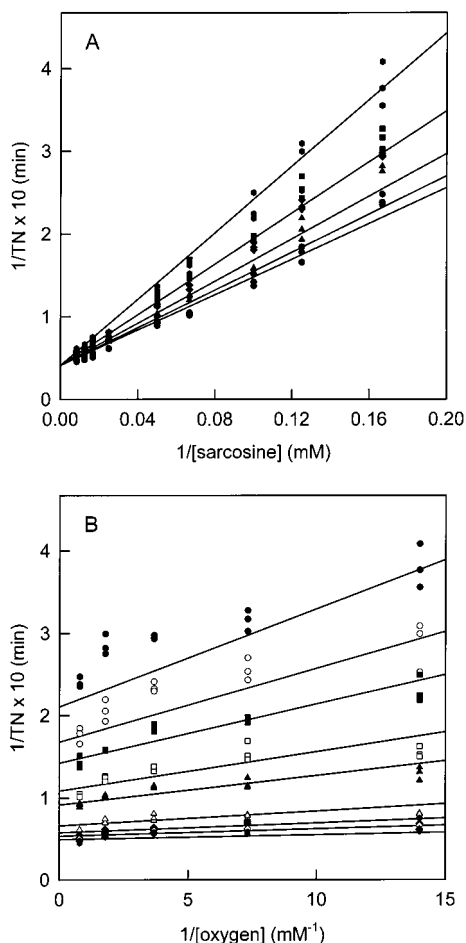 A
4
3
2
1
0
1/TN x 10 (min)
0.00 0.04 0.08 0.12 0.16 0.20
1/[sarcosine] (mM)
B
4
3
2
1
0
1/TN x 10 (min)
0 5 10 15
1/[oxygen] (mM⁻¹)